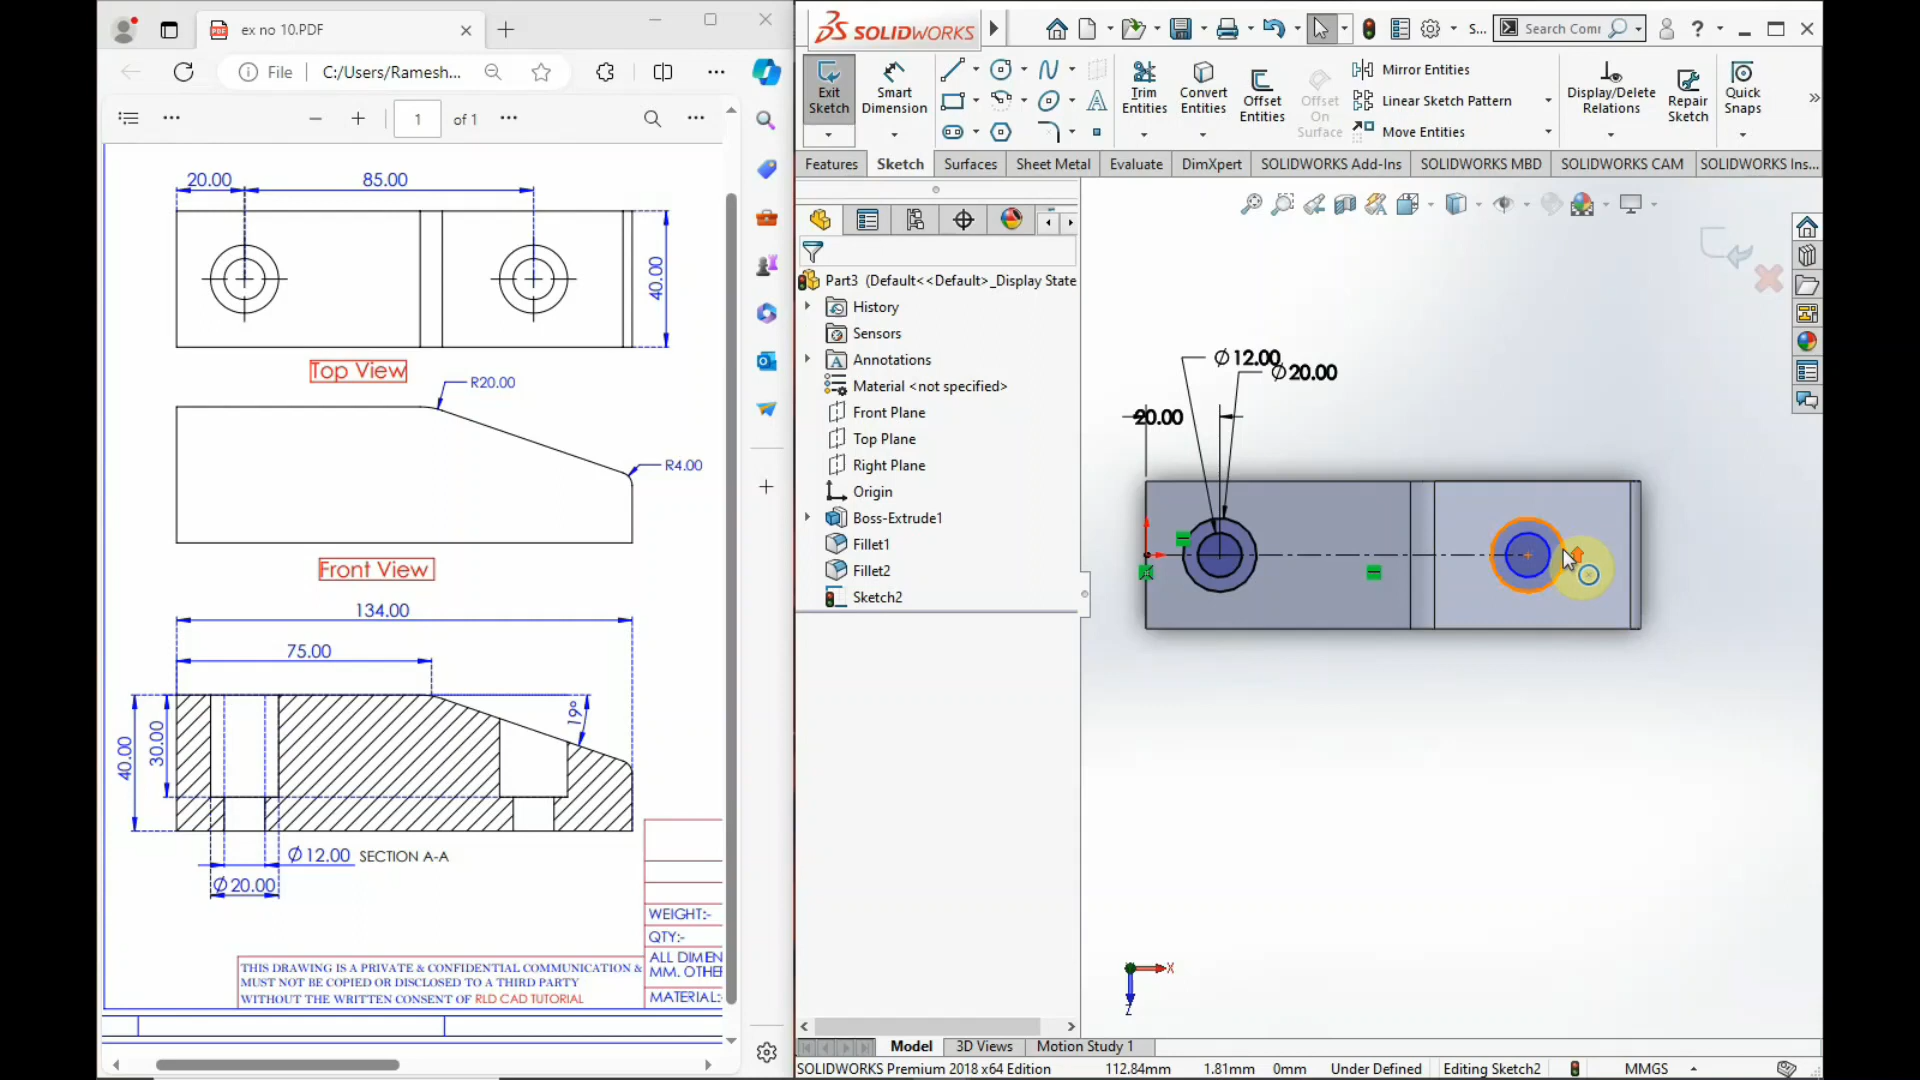 ex no 10.PDF
File
C:/Users/Ramesh...
1
of 1
20.00
85.00
40.00
Top View
R20.00
R4.00
Front View
134.00
75.00
19°
40.00
30.00
Ø12.00
SECTION A-A
Ø20.00
WEIGHT:-
QTY:-
ALL DIMEN
MM. OTHE
MATERIAL:
THIS DRAWING IS A PRIVATE & CONFIDENTIAL COMMUNICATION &
MUST NOT BE COPIED OR DISCLOSED TO A THIRD PARTY
WITHOUT THE WRITTEN CONSENT OF RLD CAD TUTORIAL
SOLIDWORKS
S...
Search Comr
Exit Sketch
Smart Dimension
Trim Entities
Convert Entities
Offset Entities
Offset On Surface
Mirror Entities
Linear Sketch Pattern
Move Entities
Display/Delete Relations
Repair Sketch
Quick Snaps
Features
Sketch
Surfaces
Sheet Metal
Evaluate
DimXpert
SOLIDWORKS Add-Ins
SOLIDWORKS MBD
SOLIDWORKS CAM
SOLIDWORKS Ins...
Part3 (Default<<Default>_Display State
History
Sensors
Annotations
Material <not specified>
Front Plane
Top Plane
Right Plane
Origin
Boss-Extrude1
Fillet1
Fillet2
Sketch2
Ø12.00
Ø20.00
20.00
X
Z
Model
3D Views
Motion Study 1
SOLIDWORKS Premium 2018 x64 Edition
112.84mm
1.81mm
0mm
Under Defined
Editing Sketch2
MMGS